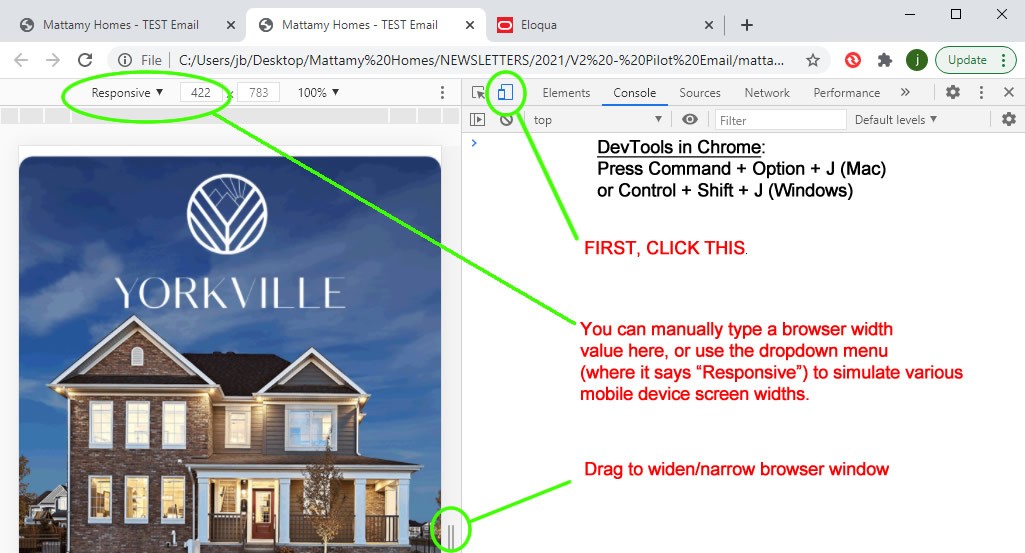 Mattamy Homes - TEST Email
Mattamy Homes - TEST Email
Eloqua
File
C:/Users/jb/Desktop/Mattamy%20Homes/NEWSLETTERS/2021/V2%20-%20Pilot%20Email/matta...
j
Update
Responsive 422 x 783 100%
Elements Console Sources Network Performance »
top Filter Default levels
DevTools in Chrome:
Press Command + Option + J (Mac)
or Control + Shift + J (Windows)
YORKVILLE
FIRST, CLICK THIS.
You can manually type a browser width
value here, or use the dropdown menu
(where it says “Responsive”) to simulate various
mobile device screen widths.
Drag to widen/narrow browser window